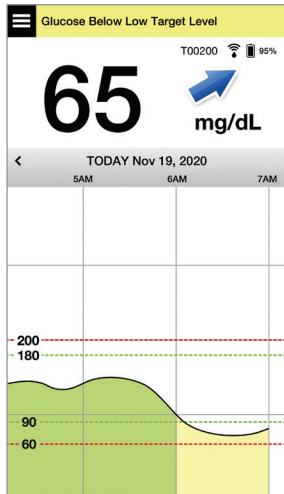 Glucose Below Low Target Level
T00200 95%
65
mg/dL
TODAY Nov 19, 2020
5AM 6AM 7AM
200
180
90
60